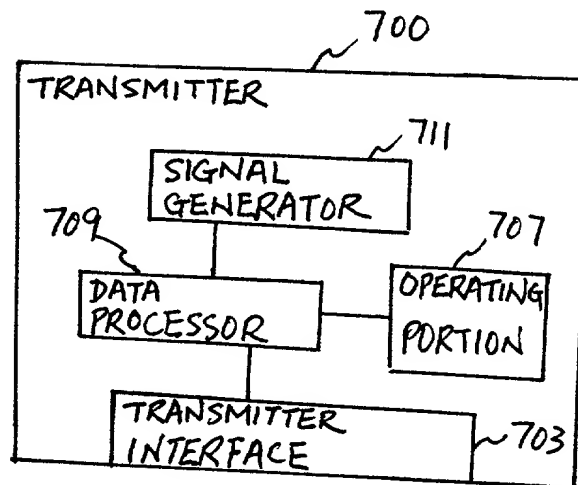 700
TRANSMITTER
711
SIGNAL
GENERATOR
709
707
DATA
PROCESSOR
OPERATING
PORTION
TRANSMITTER
INTERFACE
703